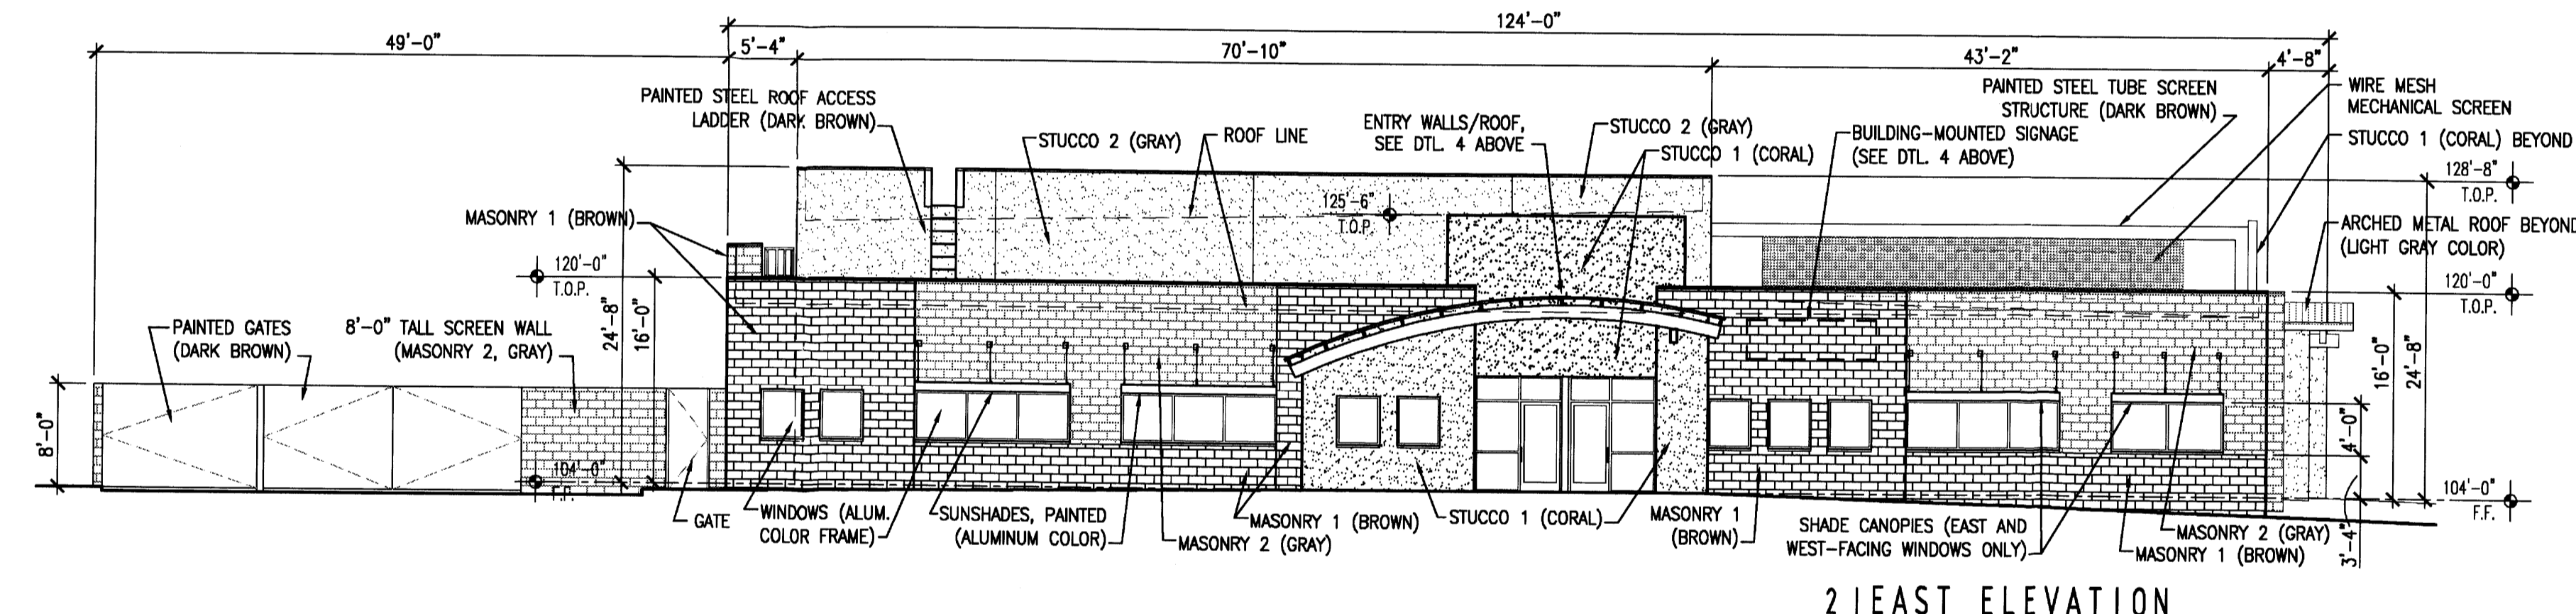 124'-0"
49'-0"
5'-4"
70'-10"
43'-2"
4'-8"
PAINTED STEEL ROOF ACCESS
LADDER (DARK BROWN)
STUCCO 2 (GRAY)
ROOF LINE
ENTRY WALLS/ROOF,
SEE DTL. 4 ABOVE
STUCCO 2 (GRAY)
STUCCO 1 (CORAL)
BUILDING-MOUNTED SIGNAGE
(SEE DTL. 4 ABOVE)
PAINTED STEEL TUBE SCREEN
STRUCTURE (DARK BROWN)
WIRE MESH
MECHANICAL SCREEN
STUCCO 1 (CORAL) BEYOND
128'-8"
T.O.P.
125'-6"
T.O.P.
MASONRY 1 (BROWN)
ARCHED METAL ROOF BEYOND
(LIGHT GRAY COLOR)
120'-0"
T.O.P.
24'-8"
16'-0"
120'-0"
T.O.P.
PAINTED GATES
(DARK BROWN)
8'-0" TALL SCREEN WALL
(MASONRY 2, GRAY)
8'-0"
16'-0"
24'-8"
4'-0"
3'-4"
104'-0"
F.F.
104'-0"
F.F.
GATE
WINDOWS (ALUM.
COLOR FRAME)
SUNSHADES, PAINTED
(ALUMINUM COLOR)
MASONRY 2 (GRAY)
MASONRY 1 (BROWN)
STUCCO 1 (CORAL)
MASONRY 1
(BROWN)
SHADE CANOPIES (EAST AND
WEST-FACING WINDOWS ONLY)
MASONRY 2 (GRAY)
MASONRY 1 (BROWN)
2 | EAST ELEVATION